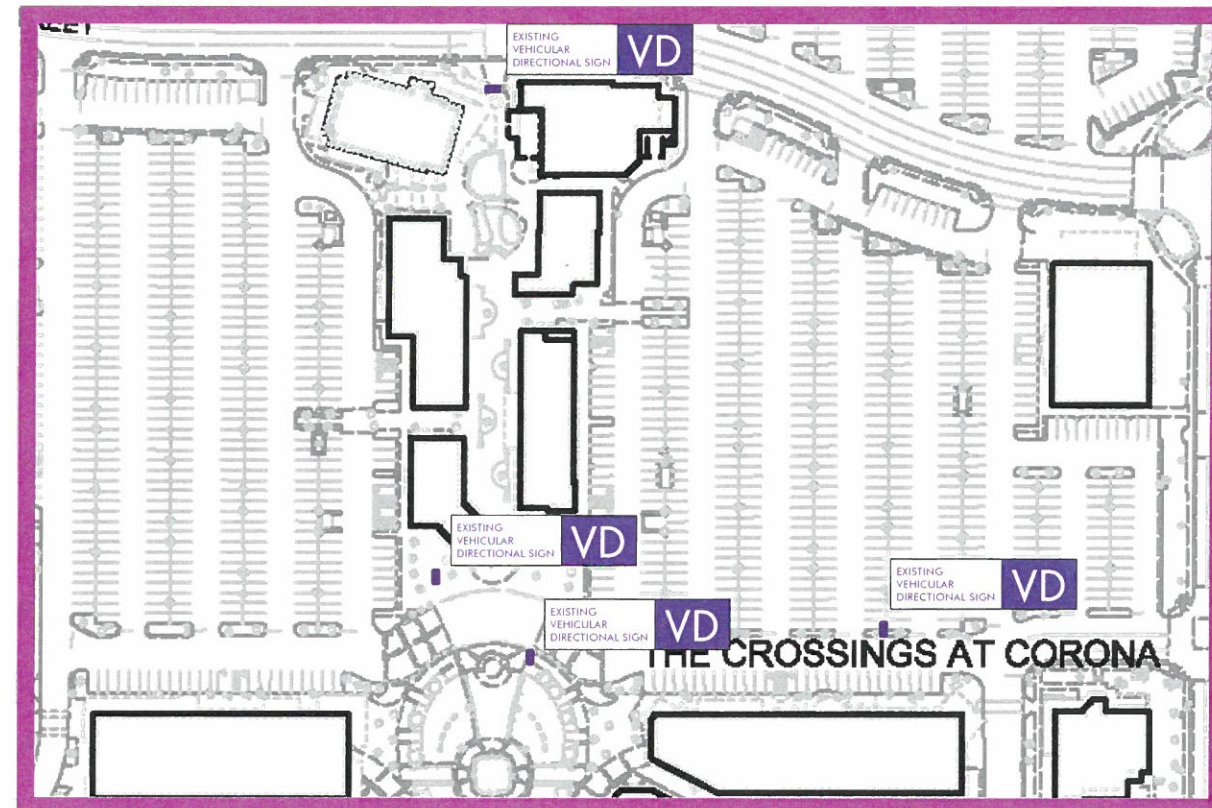 EXISTING
VEHICULAR
DIRECTIONAL SIGN
VD
EXISTING
VEHICULAR
DIRECTIONAL SIGN
VD
EXISTING
VEHICULAR
DIRECTIONAL SIGN
VD
EXISTING
VEHICULAR
DIRECTIONAL SIGN
VD
THE CROSSINGS AT CORONA